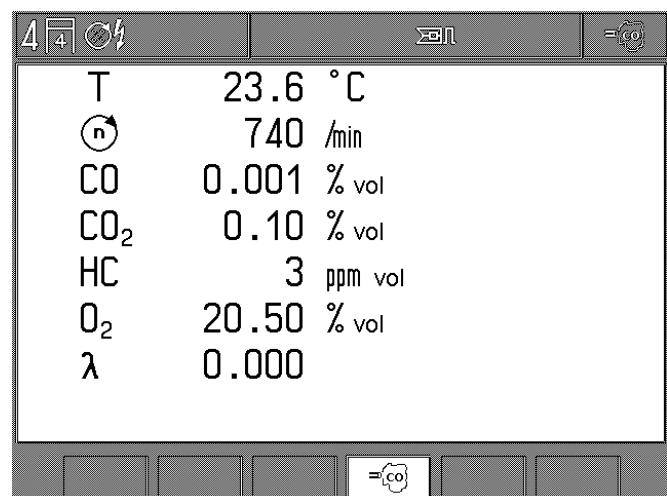 4 4 =CO
T 23.6 °C
n 740 /min
CO 0.001 % vol
CO₂ 0.10 % vol
HC 3 ppm vol
O₂ 20.50 % vol
λ 0.000
=CO